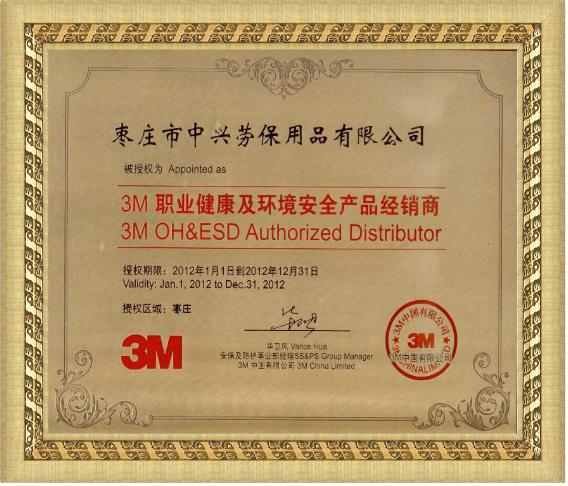 枣庄市中兴劳保用品有限公司
被授权为 Appointed as
3M 职业健康及环境安全产品经销商
3M OH&ESD Authorized Distributor
授权期限：2012年1月1日到2012年12月31日
Validity: Jan.1, 2012 to Dec.31, 2012
授权区域：枣庄
3M
华卫风 Vance Hua
安保及防护事业部经理SS&PS Group Manager
3M 中国有限公司 3M China Limited
3M中国有限公司
3M
3M中国有限公司
CHINALIMI